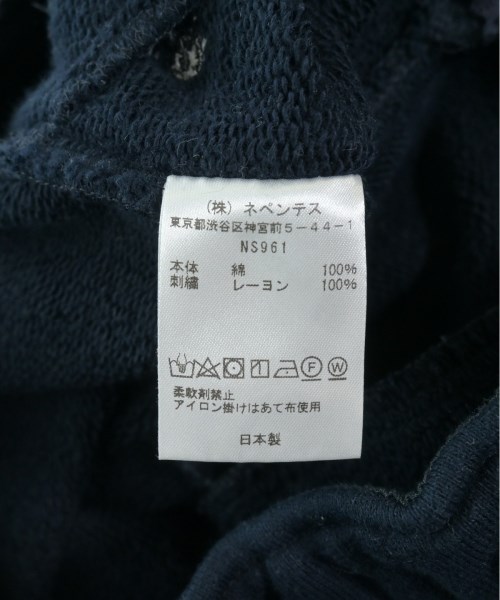 (株) ネペンテス
東京都渋谷区神宮前5-44-1
NS961
本体 綿 100%
刺繍 レーヨン 100%
F W
柔軟剤禁止
アイロン掛けはあて布使用
日本製